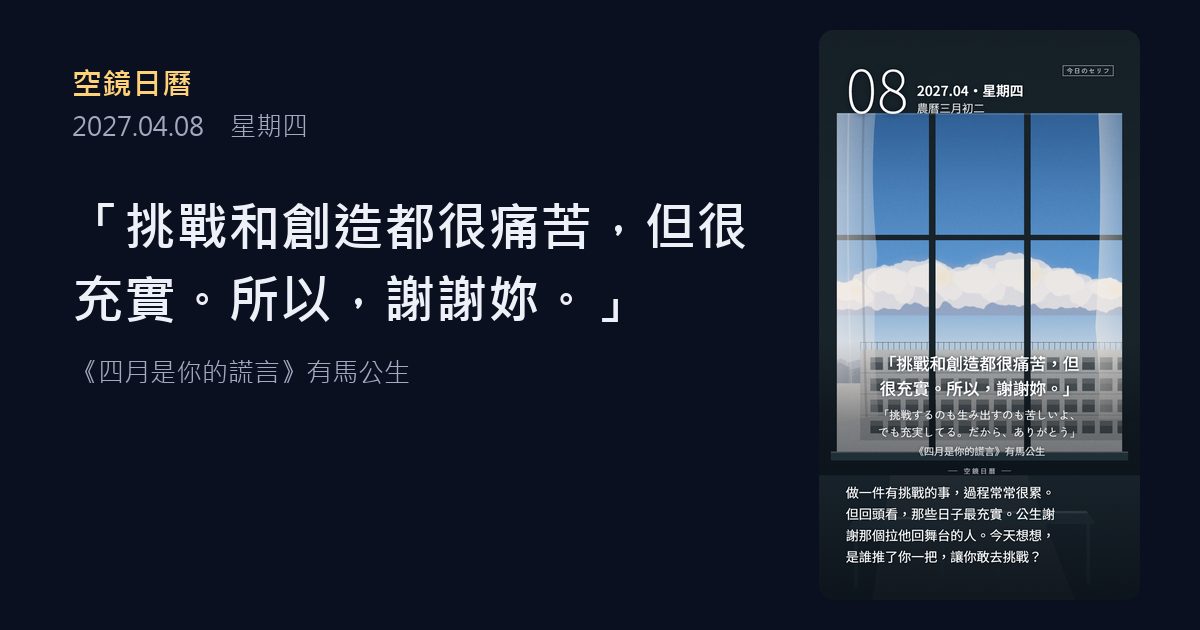 空鏡日曆
2027.04.08 星期四
「挑戰和創造都很痛苦，但很
充實。所以，謝謝妳。」
《四月是你的謊言》有馬公生
今日のセリフ
08
2027.04・星期四
農曆三月初二
「挑戰和創造都很痛苦，但
很充實。所以，謝謝妳。」
「挑戦するのも生み出すのも苦しいよ、
でも充実してる。だから、ありがとう」
《四月是你的謊言》有馬公生
— 空鏡日曆 —
做一件有挑戰的事，過程常常很累。
但回頭看，那些日子最充實。公生謝
謝那個拉他回舞台的人。今天想想，
是誰推了你一把，讓你敢去挑戰？